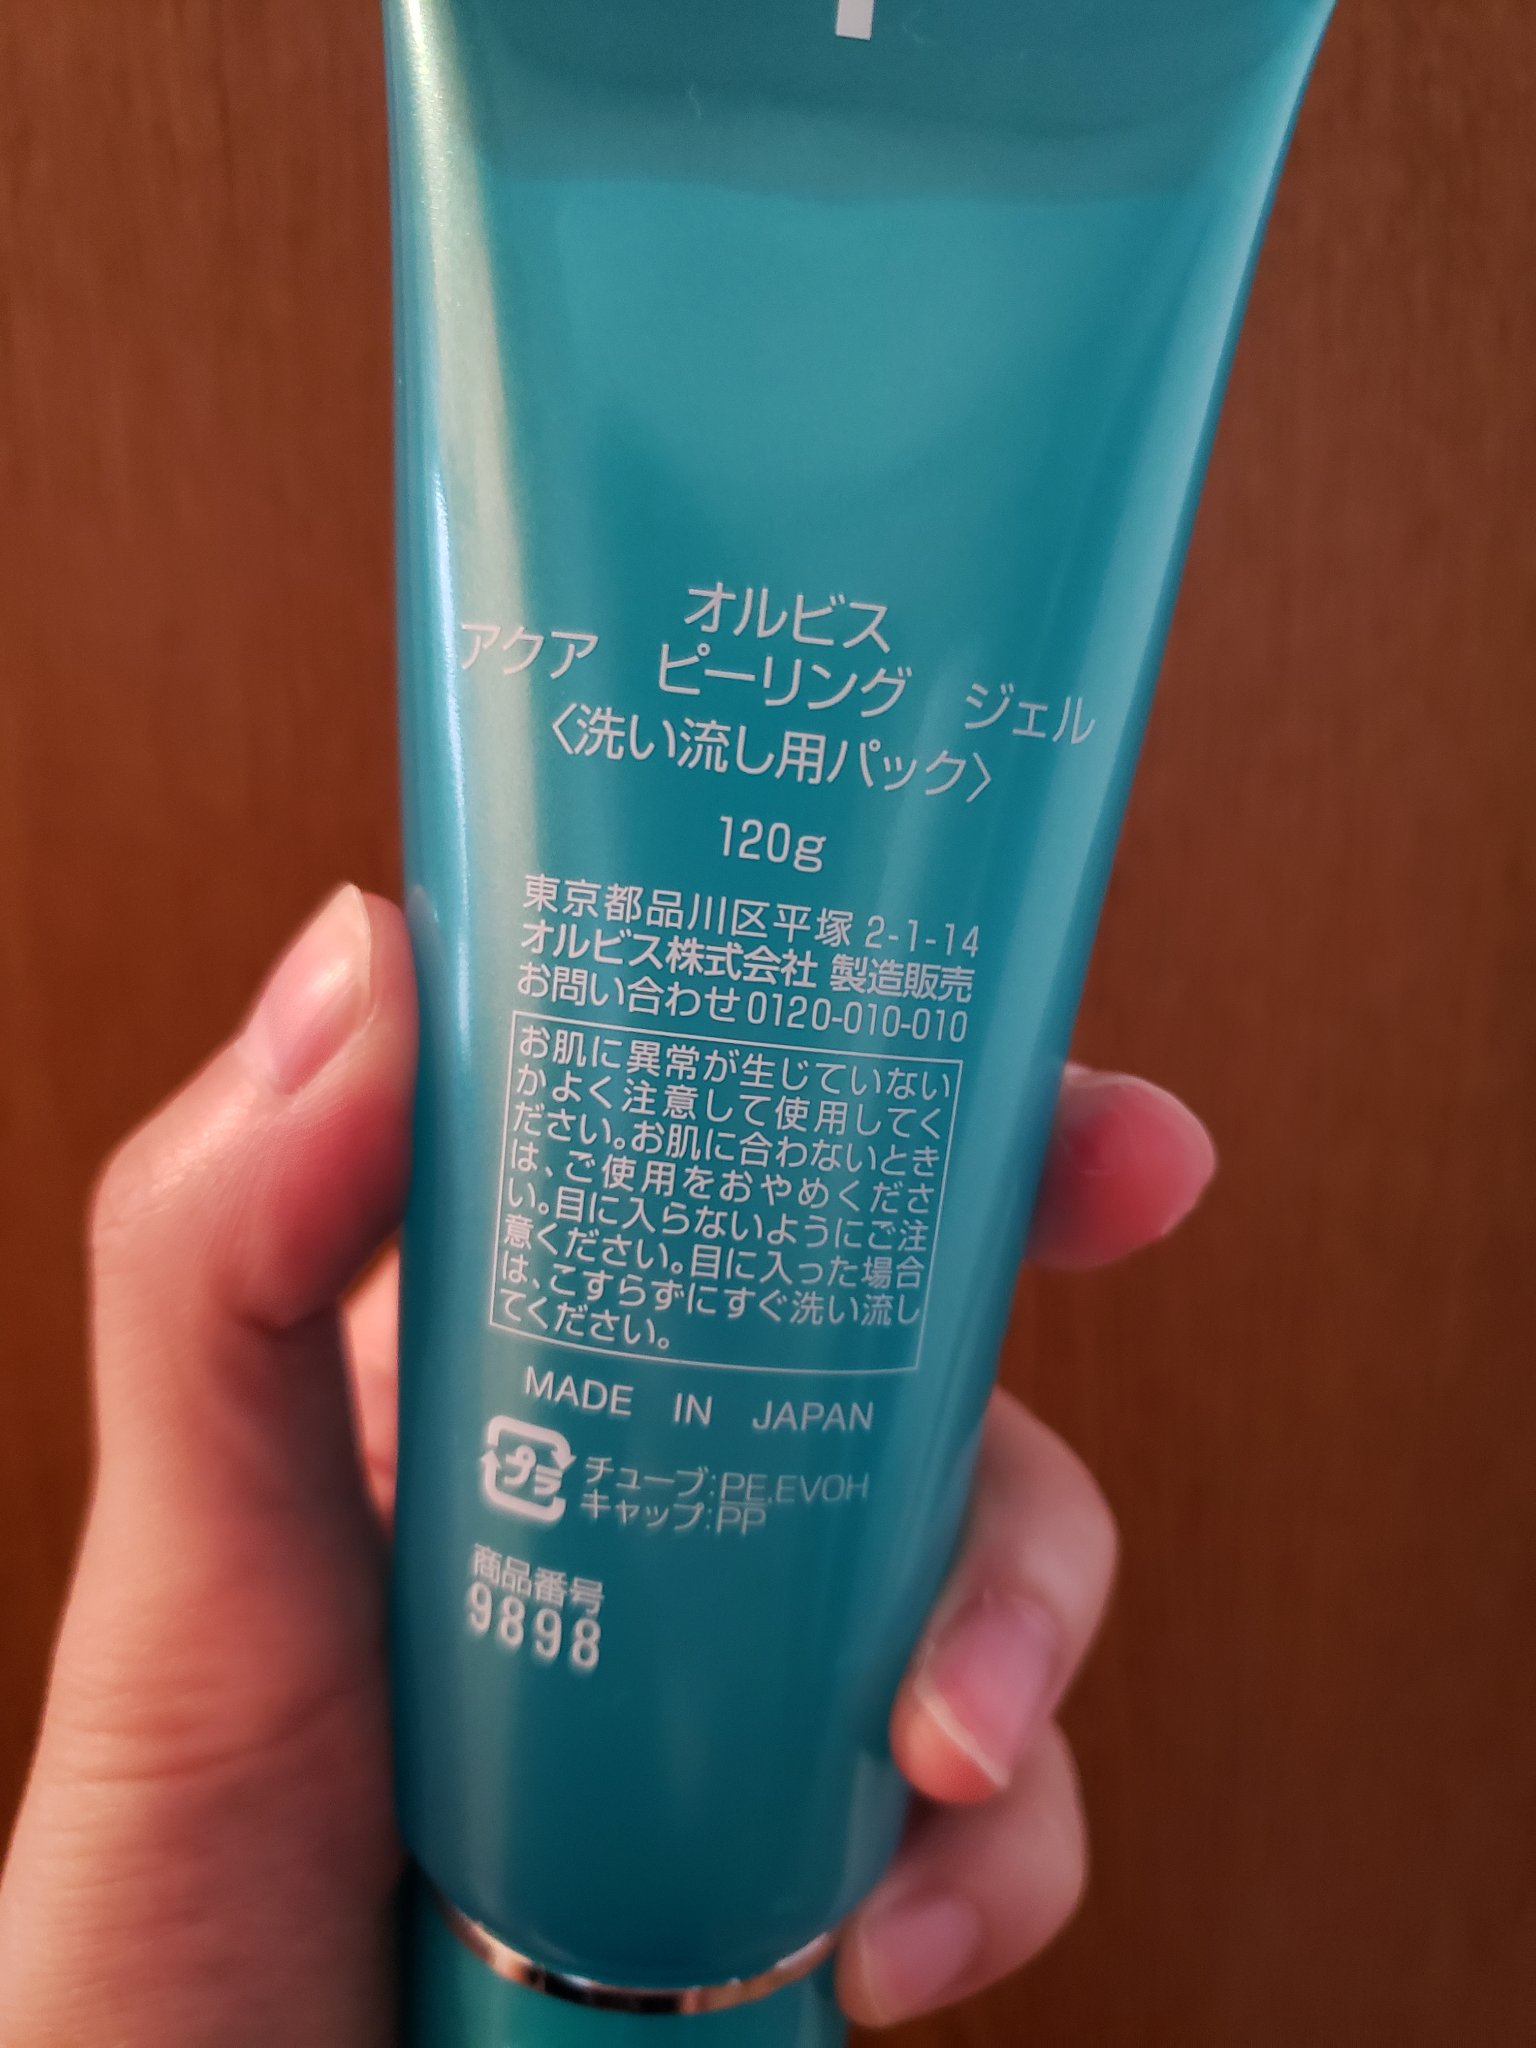 オルビス
アクア ピーリング ジェル
〈洗い流し用パック〉
120g
東京都品川区平塚 2-1-14
オルビス株式会社 製造販売
お問い合わせ0120-010-010
お肌に異常が生じていない
かよく注意して使用してく
ださい。お肌に合わないとき
は、ご使用をおやめくださ
い。目に入らないようにご注
意ください。目に入った場合
は、こすらずにすぐ洗い流し
てください。
MADE IN JAPAN
プラ
チューブ:PE,EVOH
キャップ:PP
商品番号
9898